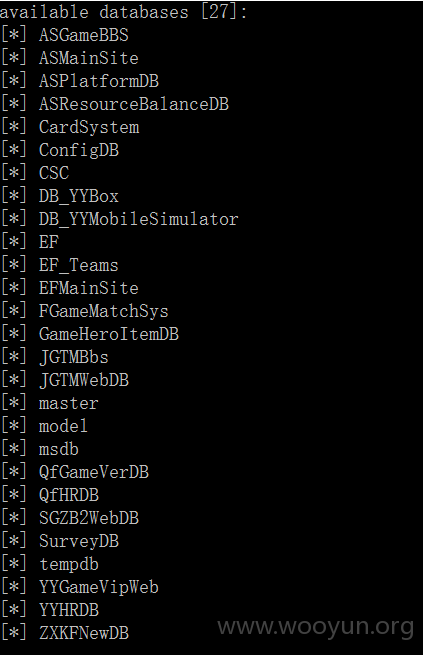 available databases [27]:
[*] ASGameBBS
[*] ASMainSite
[*] ASPlatformDB
[*] ASResourceBalanceDB
[*] CardSystem
[*] ConfigDB
[*] CSC
[*] DB_YYBox
[*] DB_YYMobileSimulator
[*] EF
[*] EF_Teams
[*] EFMainSite
[*] FGameMatchSys
[*] GameHeroItemDB
[*] JGTMBbs
[*] JGTMWebDB
[*] master
[*] model
[*] msdb
[*] QfGameVerDB
[*] QfHRDB
[*] SGZB2WebDB
[*] SurveyDB
[*] tempdb
[*] YYGameVipWeb
[*] YYHRDB
[*] ZXKFNewDB
www.wooyun.org